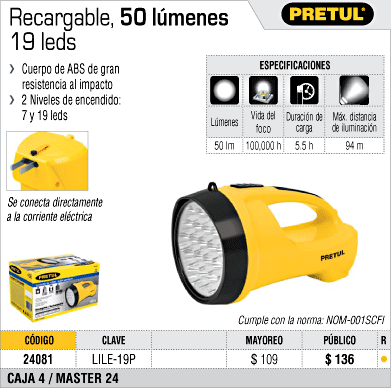 Recargable, 50 lúmenes
19 leds
PRETUL®
› Cuerpo de ABS de gran
resistencia al impacto
› 2 Niveles de encendido:
7 y 19 leds
ESPECIFICACIONES
Lúmenes
Vida del
foco
Duración de
carga
Máx. distancia
de iluminación
50 lm
100,000 h
5.5 h
94 m
Se conecta directamente
a la corriente eléctrica
PRETUL
PRETUL
Cumple con la norma: NOM-001SCFI
CÓDIGO CLAVE MAYOREO PÚBLICO R
24081 LILE-19P $ 109 $ 136
CAJA 4 / MASTER 24